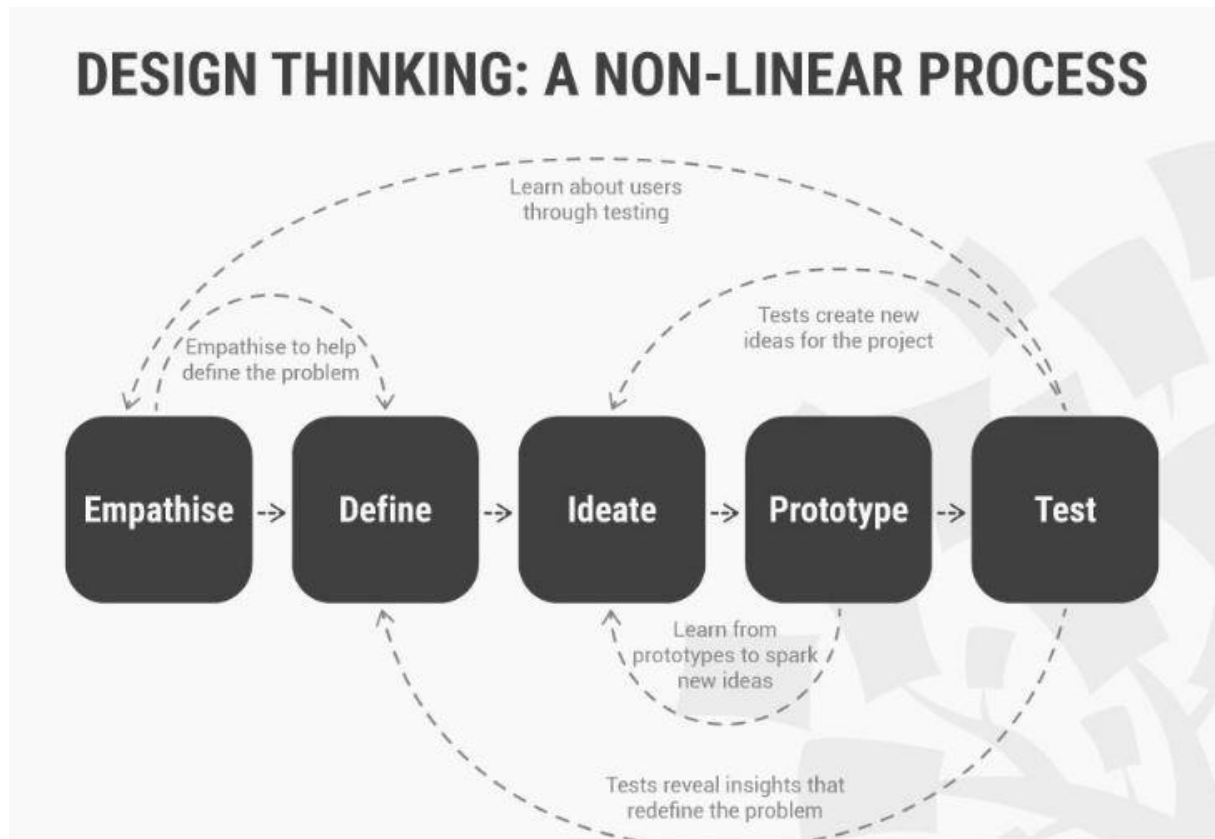 DESIGN THINKING: A NON-LINEAR PROCESS
Learn about users
through testing
Tests create new
ideas for the project
Empathise to help
define the problem
Empathise
Define
Ideate
Prototype
Test
Learn from
prototypes to spark
new ideas
Tests reveal insights that
redefine the problem